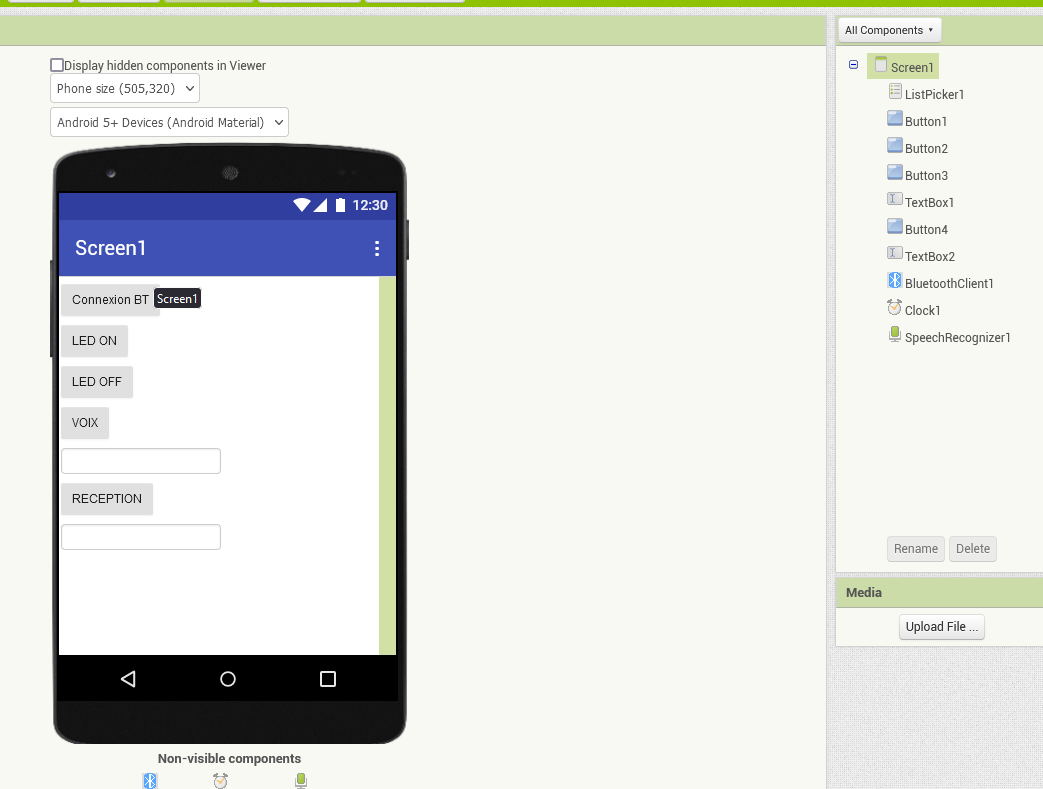 All Components
Display hidden components in Viewer
Phone size (505,320)
Android 5+ Devices (Android Material)
12:30
Screen1
Connexion BT
Screen1
LED ON
LED OFF
VOIX
RECEPTION
Non-visible components
Screen1
ListPicker1
Button1
Button2
Button3
TextBox1
Button4
TextBox2
BluetoothClient1
Clock1
SpeechRecognizer1
Rename Delete
Media
Upload File ...